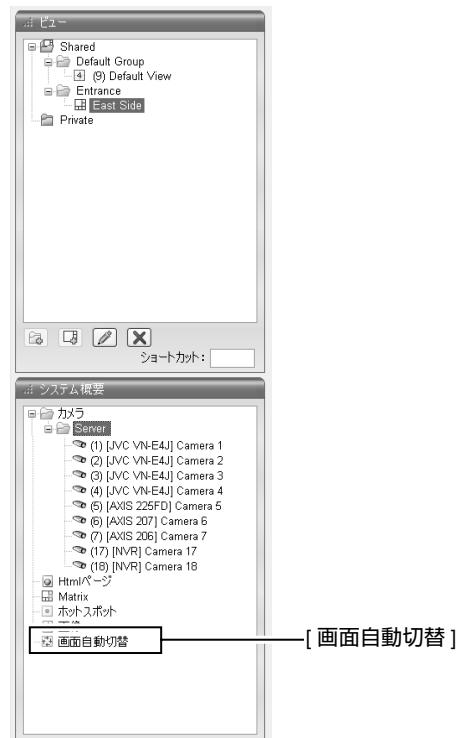 ビュー
Shared
Default Group
(9) Default View
Entrance
East Side
Private
ショートカット：
システム概要
カメラ
Server
(1) [JVC VN-E4J] Camera 1
(2) [JVC VN-E4J] Camera 2
(3) [JVC VN-E4J] Camera 3
(4) [JVC VN-E4J] Camera 4
(5) [AXIS 225FD] Camera 5
(6) [AXIS 207] Camera 6
(7) [AXIS 206] Camera 7
(17) [NVR] Camera 17
(18) [NVR] Camera 18
Htmlページ
Matrix
ホットスポット
画面自動切替
[ 画面自動切替 ]